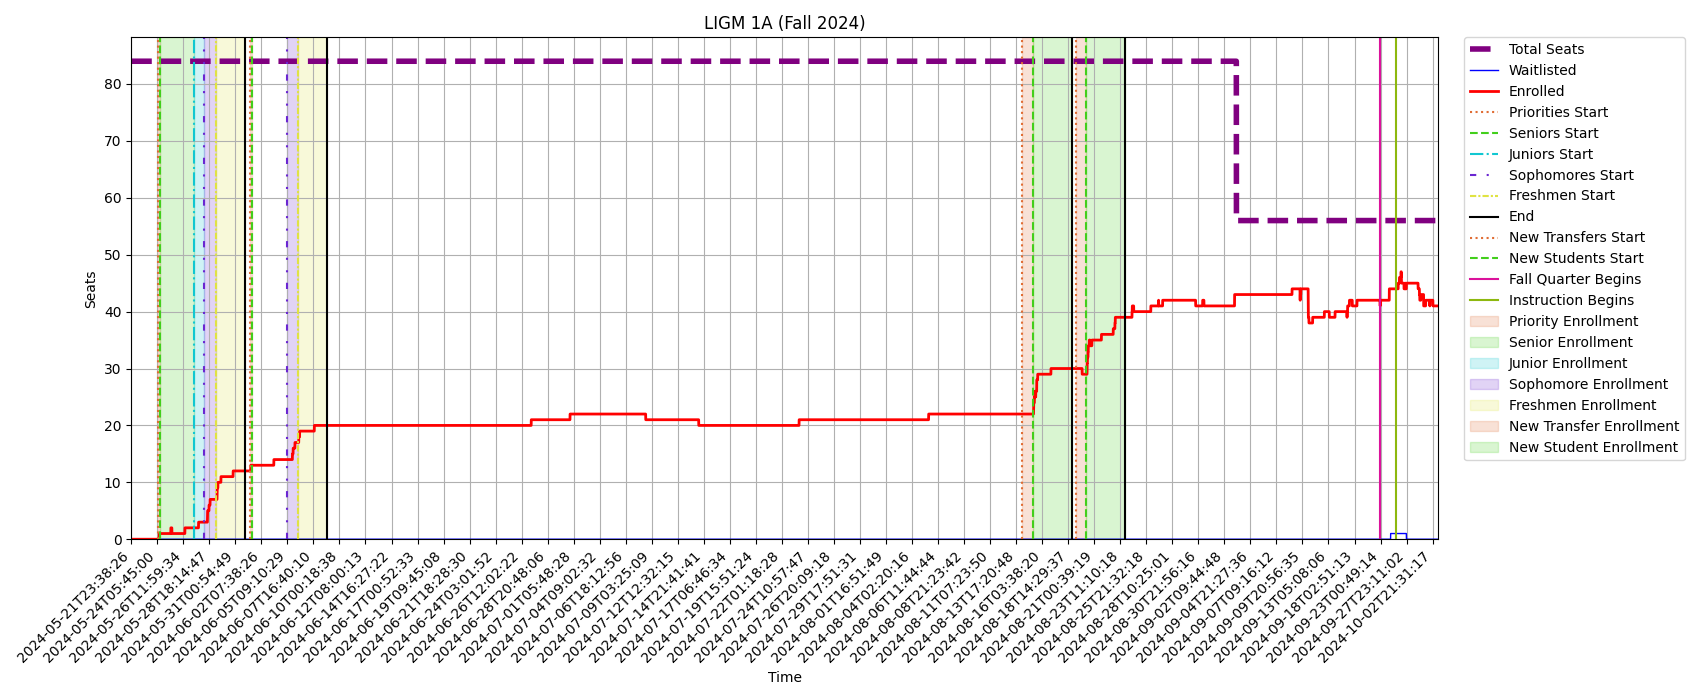 LIGM 1A (Fall 2024)
Seats
80
70
60
50
40
30
20
10
0
2024-05-21T23:38:26
2024-05-24T05:45:00
2024-05-26T11:59:34
2024-05-28T18:14:47
2024-05-31T00:54:49
2024-06-02T07:38:26
2024-06-05T09:10:29
2024-06-07T16:40:10
2024-06-10T00:18:38
2024-06-12T08:00:13
2024-06-14T16:27:22
2024-06-17T00:52:33
2024-06-19T09:45:08
2024-06-21T18:28:30
2024-06-24T03:01:52
2024-06-26T12:02:22
2024-06-28T20:48:06
2024-07-01T05:48:28
2024-07-04T09:02:32
2024-07-06T18:12:56
2024-07-09T03:25:09
2024-07-12T12:32:15
2024-07-14T21:41:41
2024-07-17T06:46:34
2024-07-19T15:51:24
2024-07-22T01:18:28
2024-07-24T10:57:47
2024-07-26T20:09:18
2024-07-29T17:51:31
2024-08-01T16:51:49
2024-08-04T02:20:16
2024-08-06T11:44:44
2024-08-08T21:23:42
2024-08-11T07:23:50
2024-08-13T17:20:48
2024-08-16T03:38:20
2024-08-18T14:29:37
2024-08-21T00:39:19
2024-08-23T11:10:18
2024-08-25T21:32:18
2024-08-28T10:25:01
2024-08-30T21:56:16
2024-09-02T09:44:48
2024-09-04T21:27:36
2024-09-07T09:16:12
2024-09-09T20:56:35
2024-09-13T05:08:06
2024-09-18T02:51:13
2024-09-23T00:49:14
2024-09-27T23:11:02
2024-10-02T21:31:17
Time
Total Seats
Waitlisted
Enrolled
Priorities Start
Seniors Start
Juniors Start
Sophomores Start
Freshmen Start
End
New Transfers Start
New Students Start
Fall Quarter Begins
Instruction Begins
Priority Enrollment
Senior Enrollment
Junior Enrollment
Sophomore Enrollment
Freshmen Enrollment
New Transfer Enrollment
New Student Enrollment